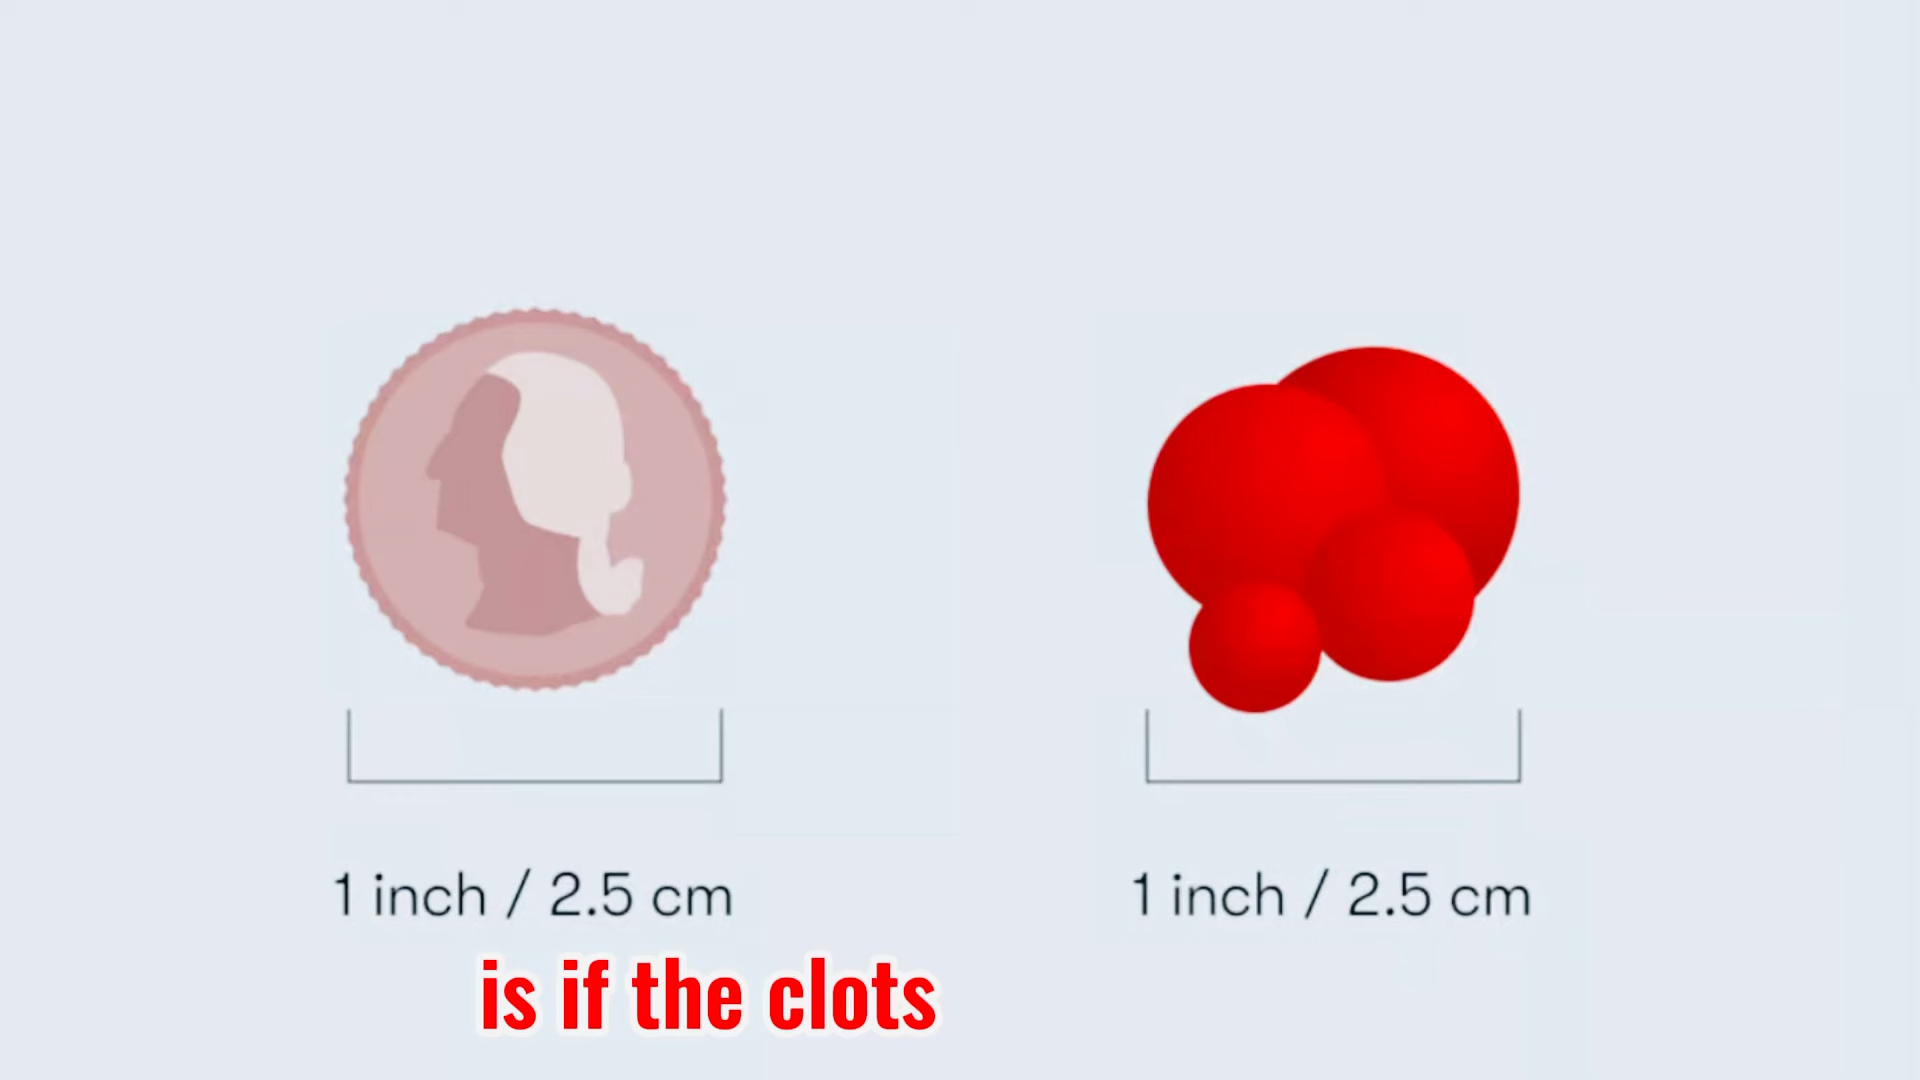 1 inch / 2.5 cm
1 inch / 2.5 cm
is if the clots